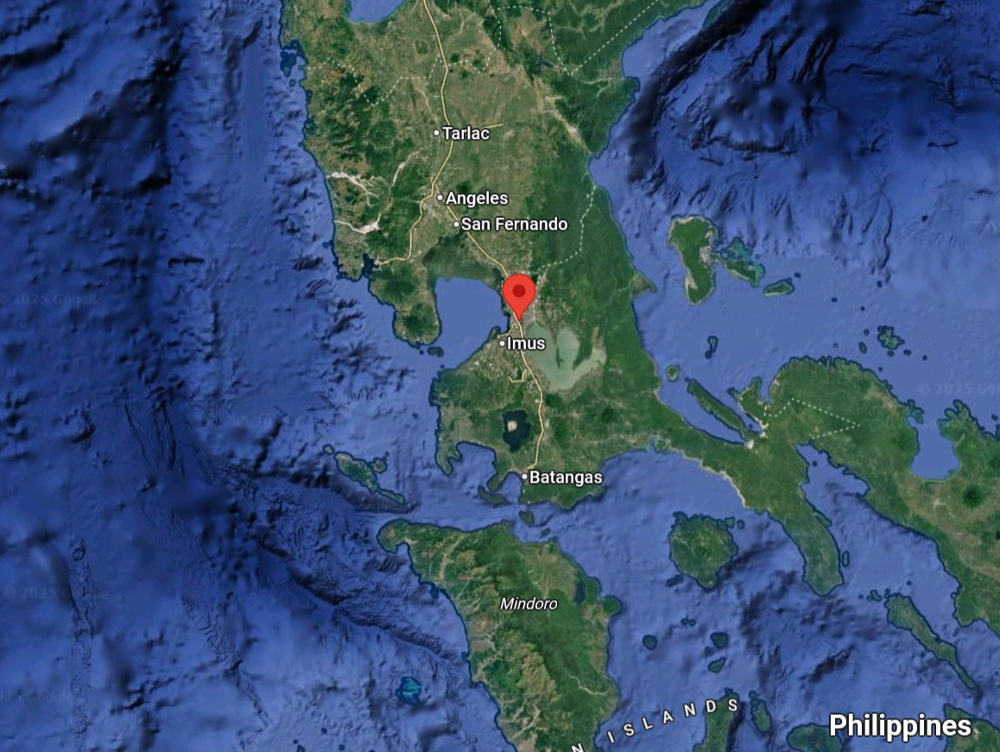 Tarlac
Angeles
San Fernando
Imus
Batangas
Mindoro
N ISLANDS
Philippines